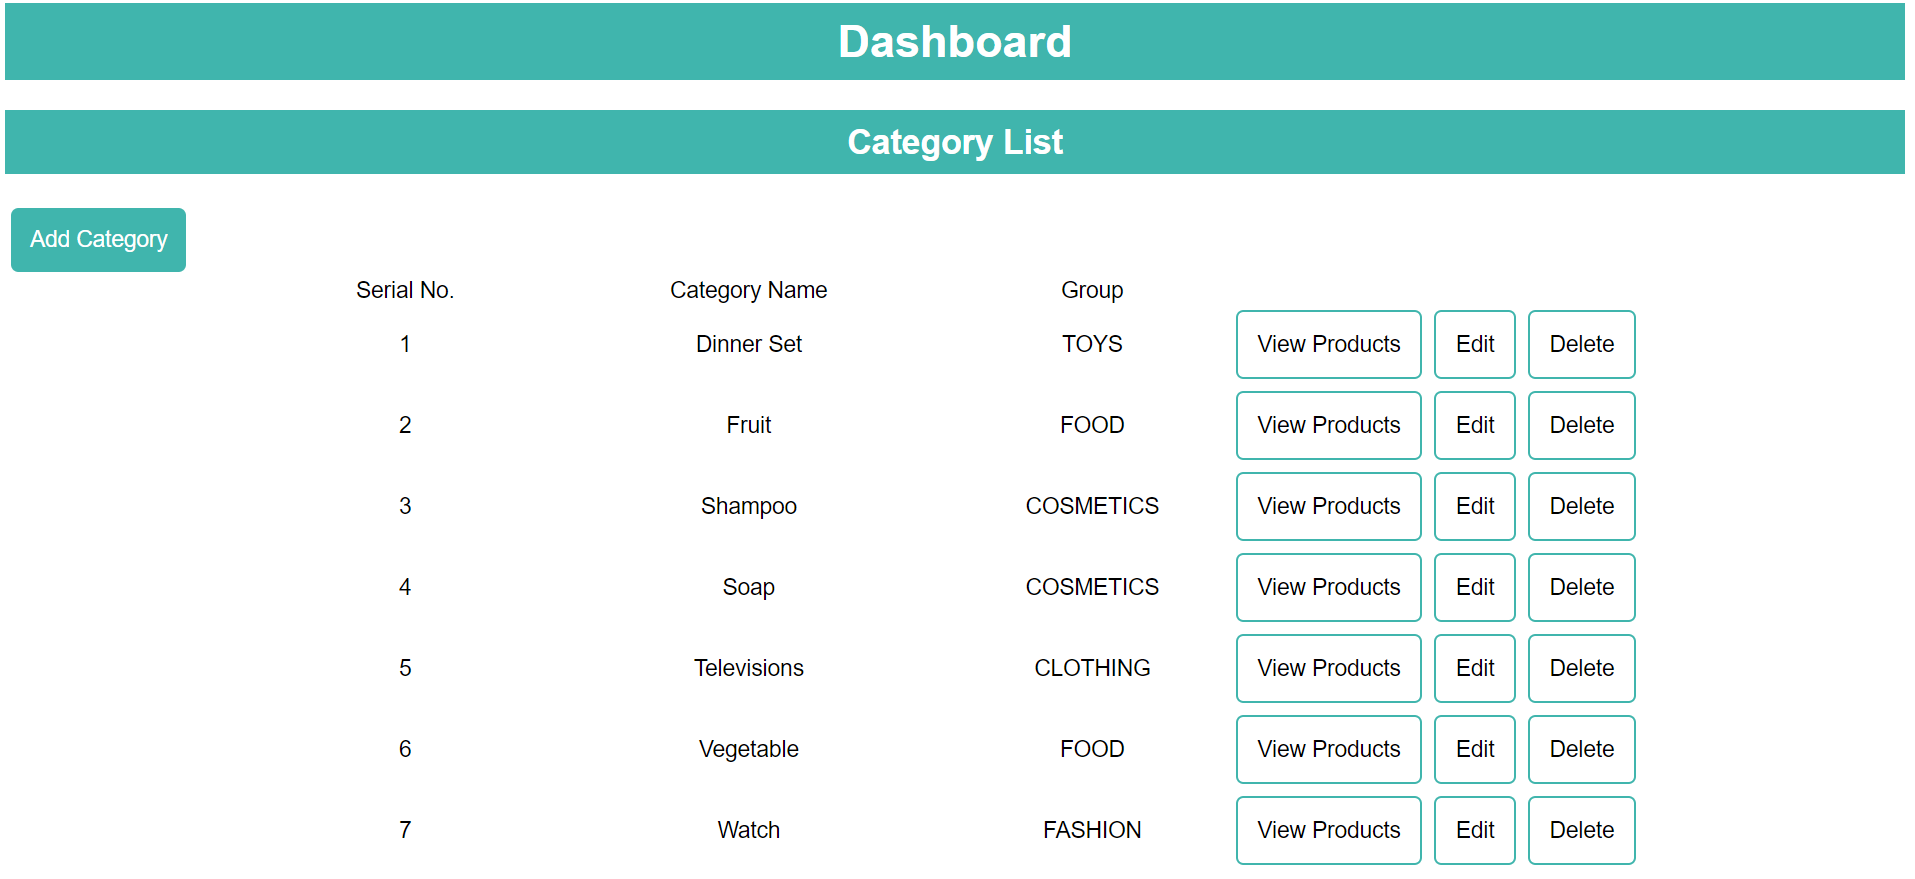 Dashboard
Category List
Add Category
Serial No. Category Name Group
1 Dinner Set TOYS View Products Edit Delete
2 Fruit FOOD View Products Edit Delete
3 Shampoo COSMETICS View Products Edit Delete
4 Soap COSMETICS View Products Edit Delete
5 Televisions CLOTHING View Products Edit Delete
6 Vegetable FOOD View Products Edit Delete
7 Watch FASHION View Products Edit Delete